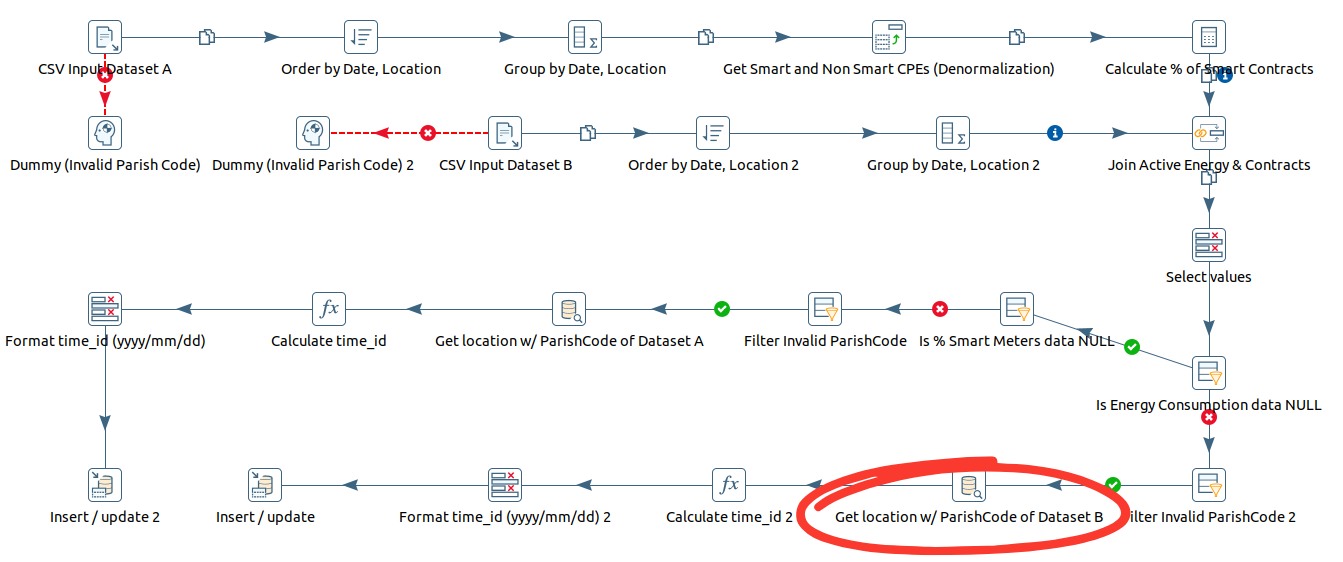 CSV Input Dataset A
Order by Date, Location
Group by Date, Location
Get Smart and Non Smart CPEs (Denormalization)
Calculate % of Smart Contracts
Dummy (Invalid Parish Code)
Dummy (Invalid Parish Code) 2
CSV Input Dataset B
Order by Date, Location 2
Group by Date, Location 2
Join Active Energy & Contracts
Select values
Format time_id (yyyy/mm/dd)
Calculate time_id
Get location w/ ParishCode of Dataset A
Filter Invalid ParishCode
Is % Smart Meters data NULL
Is Energy Consumption data NULL
Insert / update 2
Insert / update
Format time_id (yyyy/mm/dd) 2
Calculate time_id 2
Get location w/ ParishCode of Dataset B
Filter Invalid ParishCode 2